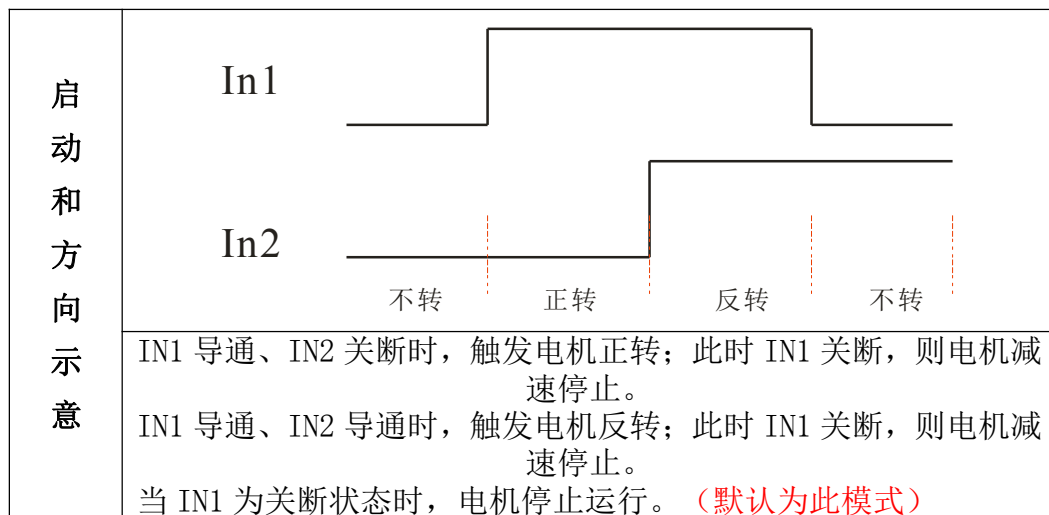 启
动
和
方
向
示
意
In1
In2
不转 正转 反转 不转
IN1 导通、IN2 关断时，触发电机正转；此时 IN1 关断，则电机减
速停止。
IN1 导通、IN2 导通时，触发电机反转；此时 IN1 关断，则电机减
速停止。
当 IN1 为关断状态时，电机停止运行。（默认为此模式）